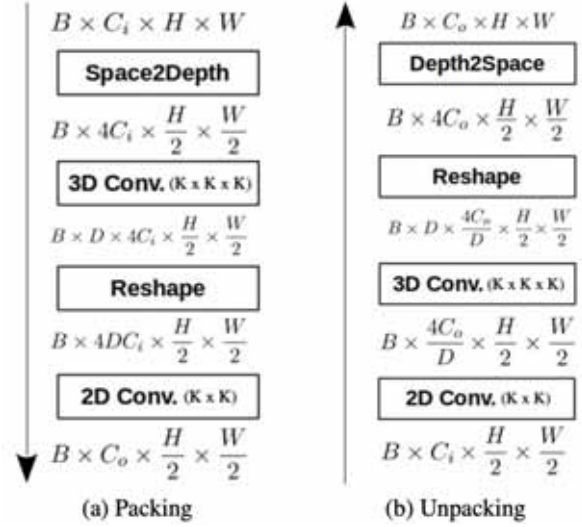 B × C_i × H × W
Space2Depth
B × 4C_i × H/2 × W/2
3D Conv. (K x K x K)
B × D × 4C_i × H/2 × W/2
Reshape
B × 4DC_i × H/2 × W/2
2D Conv. (K x K)
B × C_o × H/2 × W/2
(a) Packing
B × C_o × H × W
Depth2Space
B × 4C_o × H/2 × W/2
Reshape
B × D × 4C_o/D × H/2 × W/2
3D Conv. (K x K x K)
B × 4C_o/D × H/2 × W/2
2D Conv. (K x K)
B × C_i × H/2 × W/2
(b) Unpacking